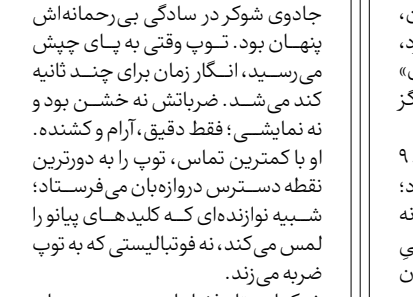 جادوی شوکر در سادگی بی‌رحمانه‌اش
پنهان بود. توپ وقتی به پای چپش
می‌رسید، انگار زمان برای چند ثانیه
کند می‌شد. ضرباتش نه خشن بود و
نه نمایشی؛ فقط دقیق، آرام و کشنده.
او با کمترین تماس، توپ را به دورترین
نقطه دسترس دروازه‌بان می‌فرستاد؛
شبیه نوازنده‌ای که کلیدهای پیانو را
لمس می‌کند، نه فوتبالیستی که به توپ
ضربه می‌زند.